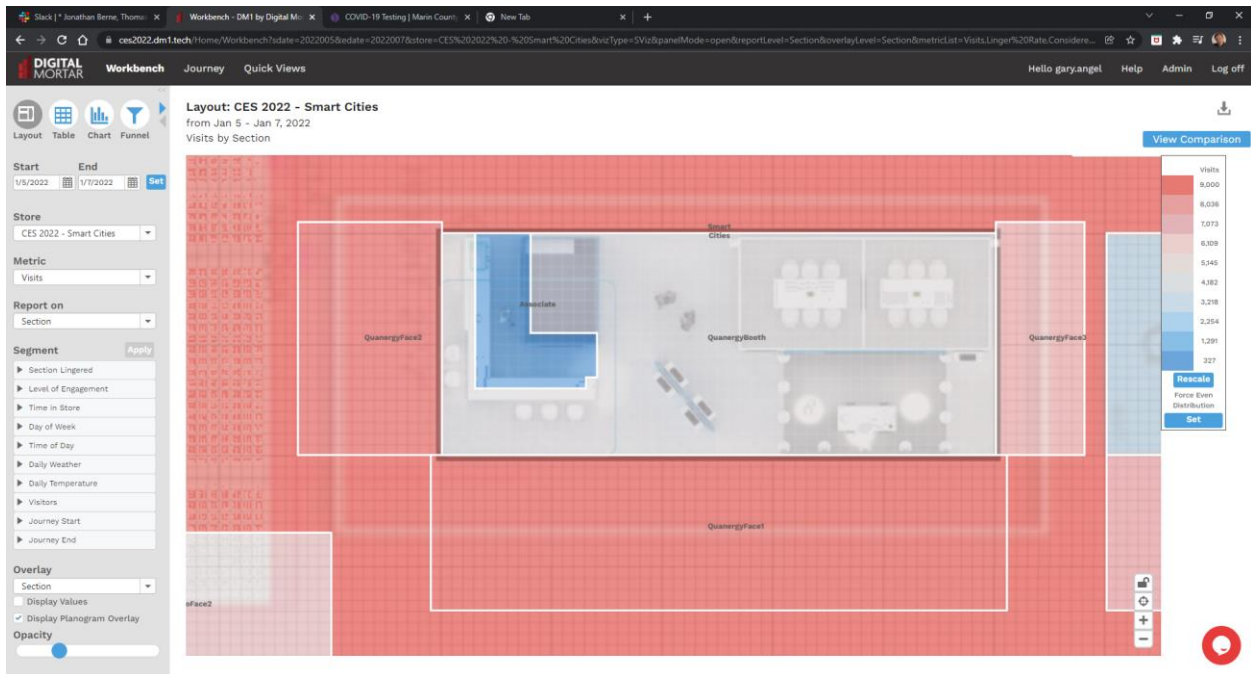 Slack | * Jonathan Berne, Thoma
Workbench - DM1 by Digital Mo
COVID-19 Testing | Marin County
New Tab
ces2022.dm1.tech/Home/Workbench?sdate=2022005&edate=2022007&store=CES%202022%20-%20Smart%20Cities&vizType=SViz&panelMode=open&reportLevel=Section&overlayLevel=Section&metricList=Visits.Linger%20Rate.Considere...
DIGITAL MORTAR
Workbench
Journey
Quick Views
Hello gary.angel
Help
Admin
Log off
Layout
Table
Chart
Funnel
Layout: CES 2022 - Smart Cities
from Jan 5 - Jan 7, 2022
Visits by Section
View Comparison
Start
End
1/5/2022
1/7/2022
Set
Store
CES 2022 - Smart Cities
Metric
Visits
Report on
Section
Segment
Apply
Section Lingered
Level of Engagement
Time in Store
Day of Week
Time of Day
Daily Weather
Daily Temperature
Visitors
Journey Start
Journey End
Overlay
Section
Display Values
Display Planogram Overlay
Opacity
Smart
Cities
Associate
QuanergyFace2
QuanergyBooth
QuanergyFace3
QuanergyFace1
oFace2
Visits
9,000
8,036
7,073
6,109
5,145
4,182
3,218
2,254
1,291
327
Rescale
Force Even
Distribution
Set